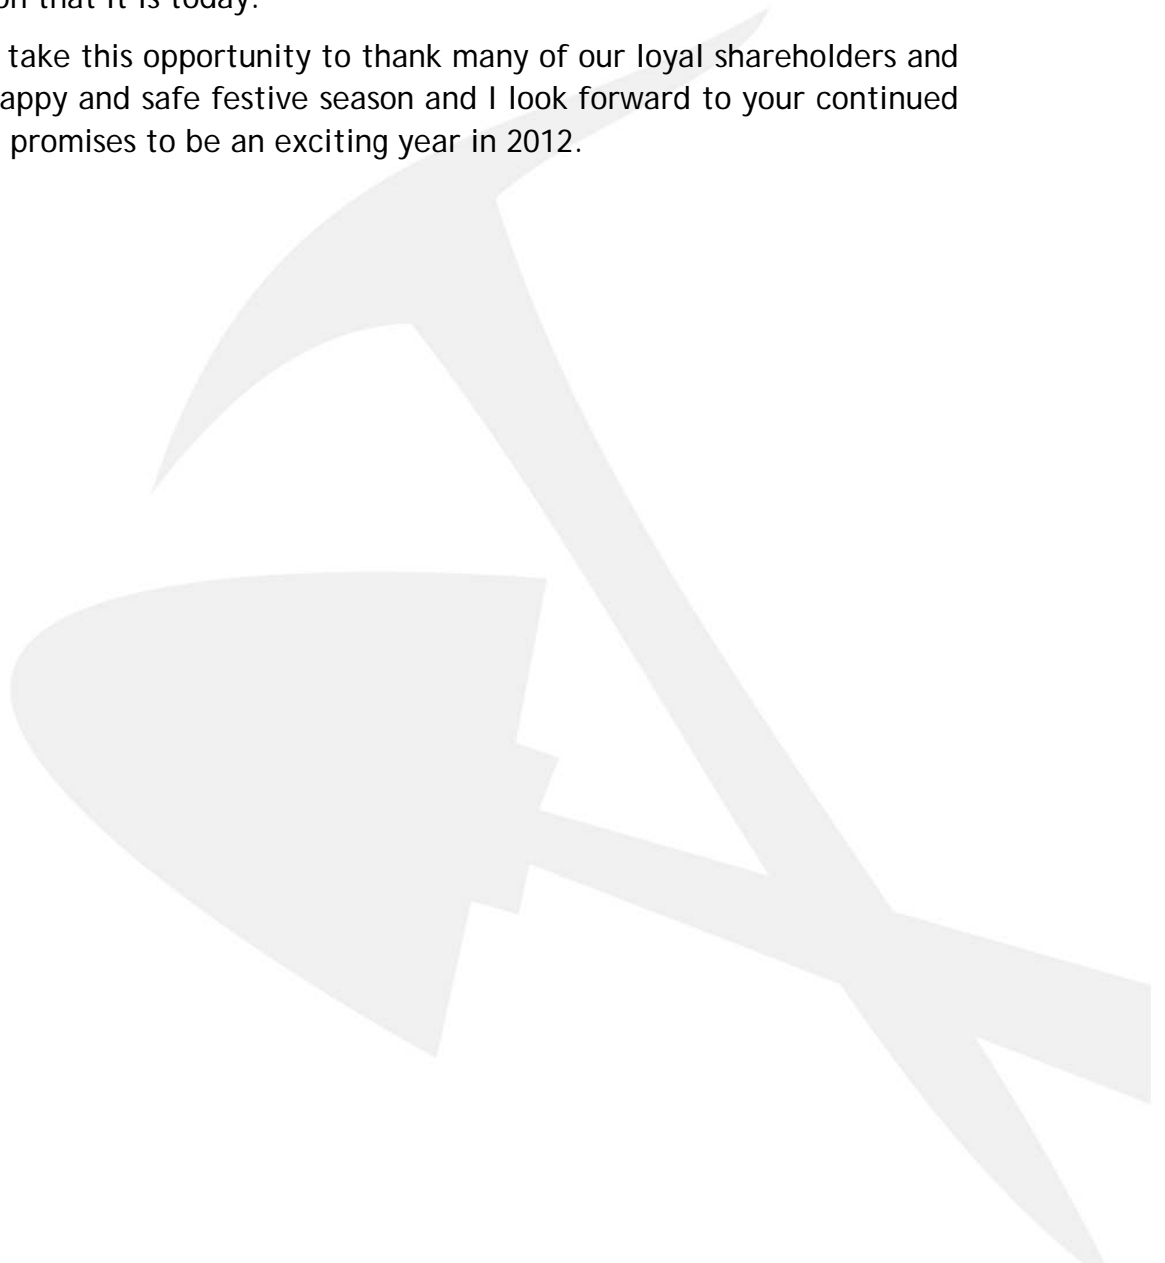 that it is today.
take this opportunity to thank many of our loyal shareholders and
appy and safe festive season and I look forward to your continued
promises to be an exciting year in 2012.